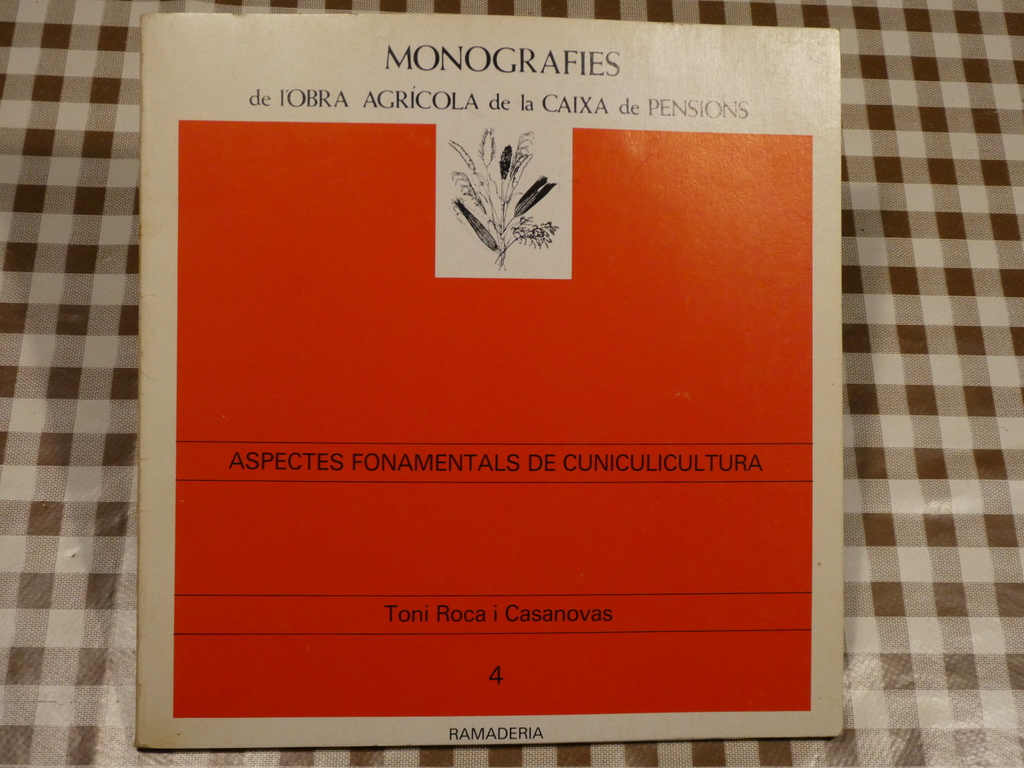 MONOGRAFIES
de l'OBRA AGRÍCOLA de la CAIXA de PENSIONS
ASPECTES FONAMENTALS DE CUNICULICULTURA
Toni Roca i Casanovas
4
RAMADERIA